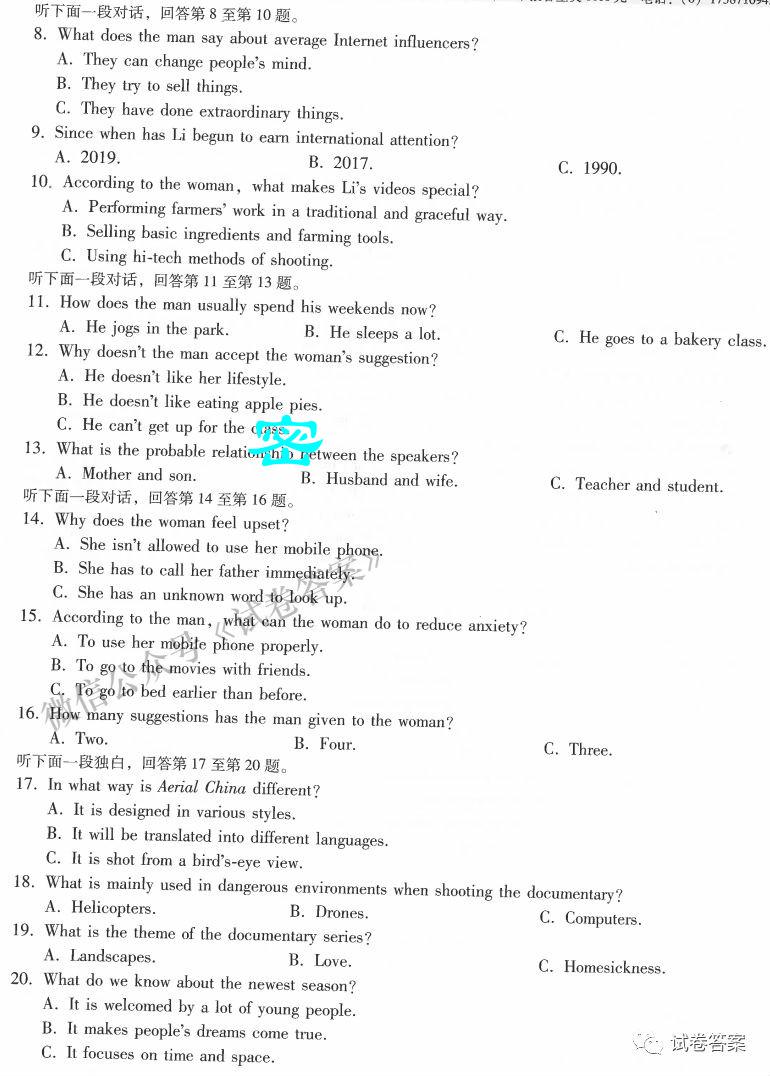 听下面一段对话，回答第 8 至第 10 题。
8. What does the man say about average Internet influencers?
A. They can change people's mind.
B. They try to sell things.
C. They have done extraordinary things.
9. Since when has Li begun to earn international attention?
A. 2019. B. 2017. C. 1990.
10. According to the woman, what makes Li's videos special?
A. Performing farmers' work in a traditional and graceful way.
B. Selling basic ingredients and farming tools.
C. Using hi-tech methods of shooting.
听下面一段对话，回答第 11 至第 13 题。
11. How does the man usually spend his weekends now?
A. He jogs in the park. B. He sleeps a lot. C. He goes to a bakery class.
12. Why doesn't the man accept the woman's suggestion?
A. He doesn't like her lifestyle.
B. He doesn't like eating apple pies.
C. He can't get up for the class.
密
13. What is the probable relationship between the speakers?
A. Mother and son. B. Husband and wife. C. Teacher and student.
听下面一段对话，回答第 14 至第 16 题。
14. Why does the woman feel upset?
A. She isn't allowed to use her mobile phone.
B. She has to call her father immediately.
C. She has an unknown word to look up.
15. According to the man, what can the woman do to reduce anxiety?
A. To use her mobile phone properly.
B. To go to the movies with friends.
C. To go to bed earlier than before.
微信公众号《试卷答案》
16. How many suggestions has the man given to the woman?
A. Two. B. Four. C. Three.
听下面一段独白，回答第 17 至第 20 题。
17. In what way is Aerial China different?
A. It is designed in various styles.
B. It will be translated into different languages.
C. It is shot from a bird's-eye view.
18. What is mainly used in dangerous environments when shooting the documentary?
A. Helicopters. B. Drones. C. Computers.
19. What is the theme of the documentary series?
A. Landscapes. B. Love. C. Homesickness.
20. What do we know about the newest season?
A. It is welcomed by a lot of young people.
B. It makes people's dreams come true.
C. It focuses on time and space.
试卷答案